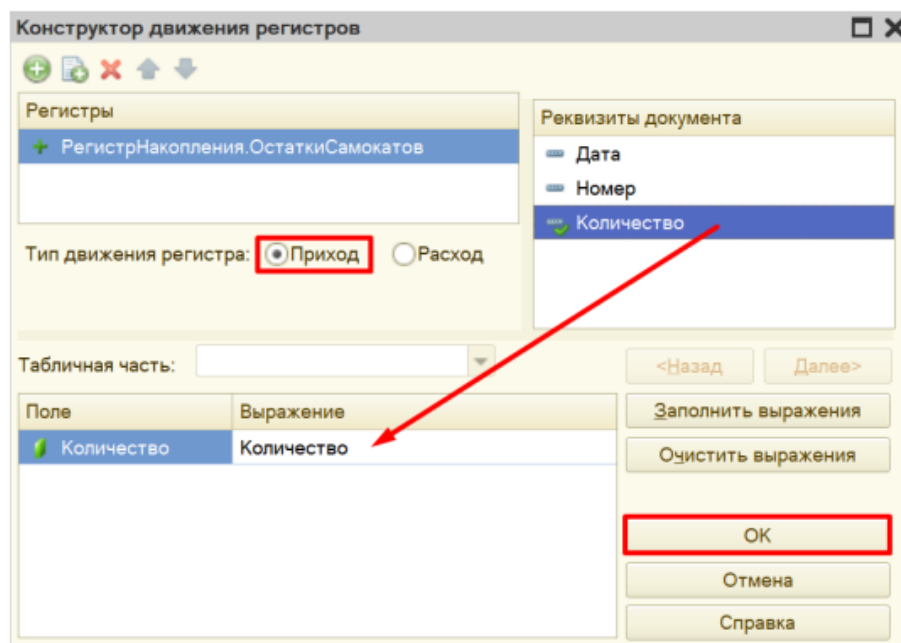 Конструктор движения регистров
Регистры
РегистрНакопления.ОстаткиСамокатов
Реквизиты документа
Дата
Номер
Количество
Тип движения регистра: Приход Расход
Табличная часть:
<Назад Далее>
Поле Выражение
Количество Количество
Заполнить выражения
Очистить выражения
OK
Отмена
Справка